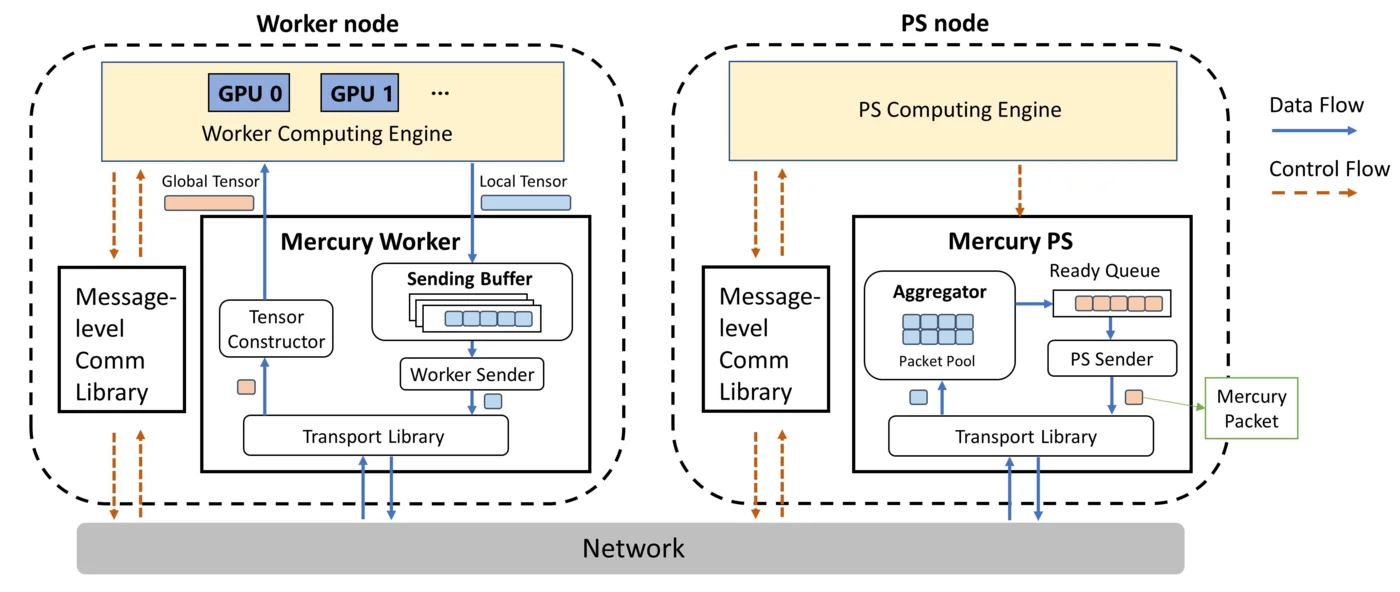 Worker node
GPU 0
GPU 1
...
Worker Computing Engine
Global Tensor
Local Tensor
Mercury Worker
Message-
level
Comm
Library
Tensor
Constructor
Sending Buffer
Worker Sender
Transport Library
PS node
PS Computing Engine
Mercury PS
Message-
level
Comm
Library
Aggregator
Packet Pool
Ready Queue
PS Sender
Transport Library
Mercury
Packet
Data Flow
Control Flow
Network